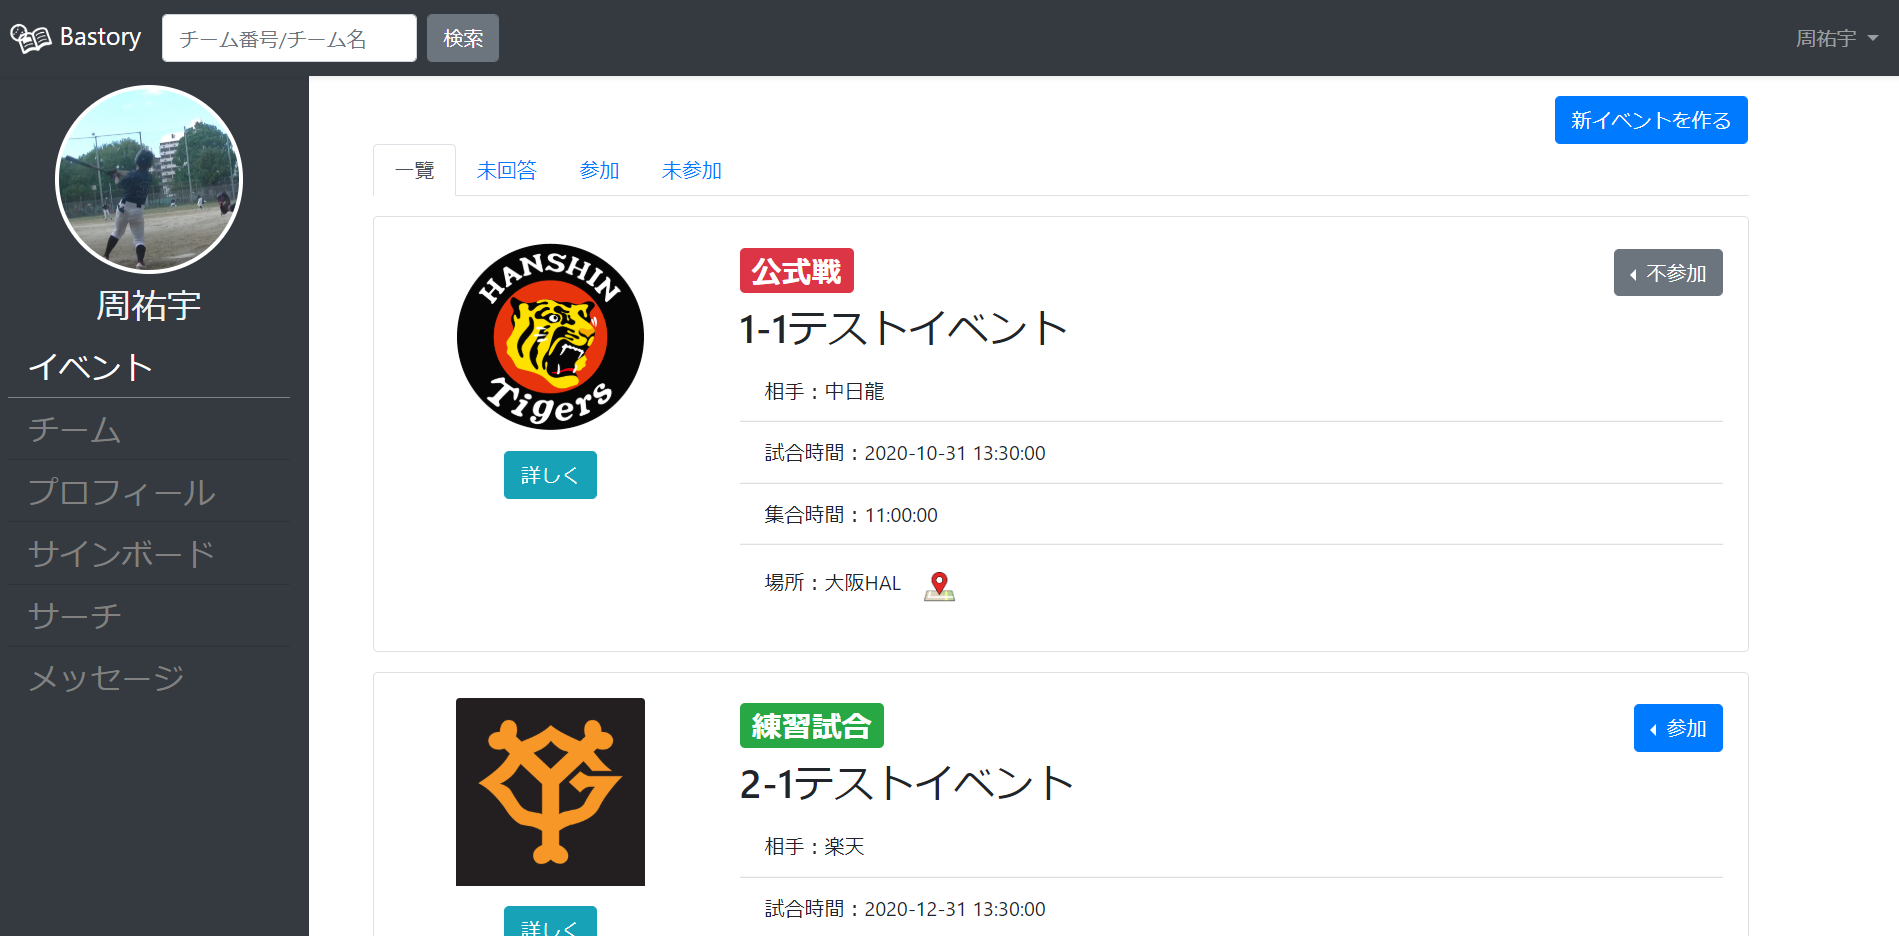 Bastory チーム番号/チーム名 検索 周祐宇
新イベントを作る
周祐宇
イベント
チーム
プロフィール
サインボード
サーチ
メッセージ
一覧 未回答 参加 未参加
HANSHIN
Tigers
詳しく
公式戦
不参加
1-1テストイベント
相手：中日龍
試合時間：2020-10-31 13:30:00
集合時間：11:00:00
場所：大阪HAL
YG
詳しく
練習試合
参加
2-1テストイベント
相手：楽天
試合時間：2020-12-31 13:30:00